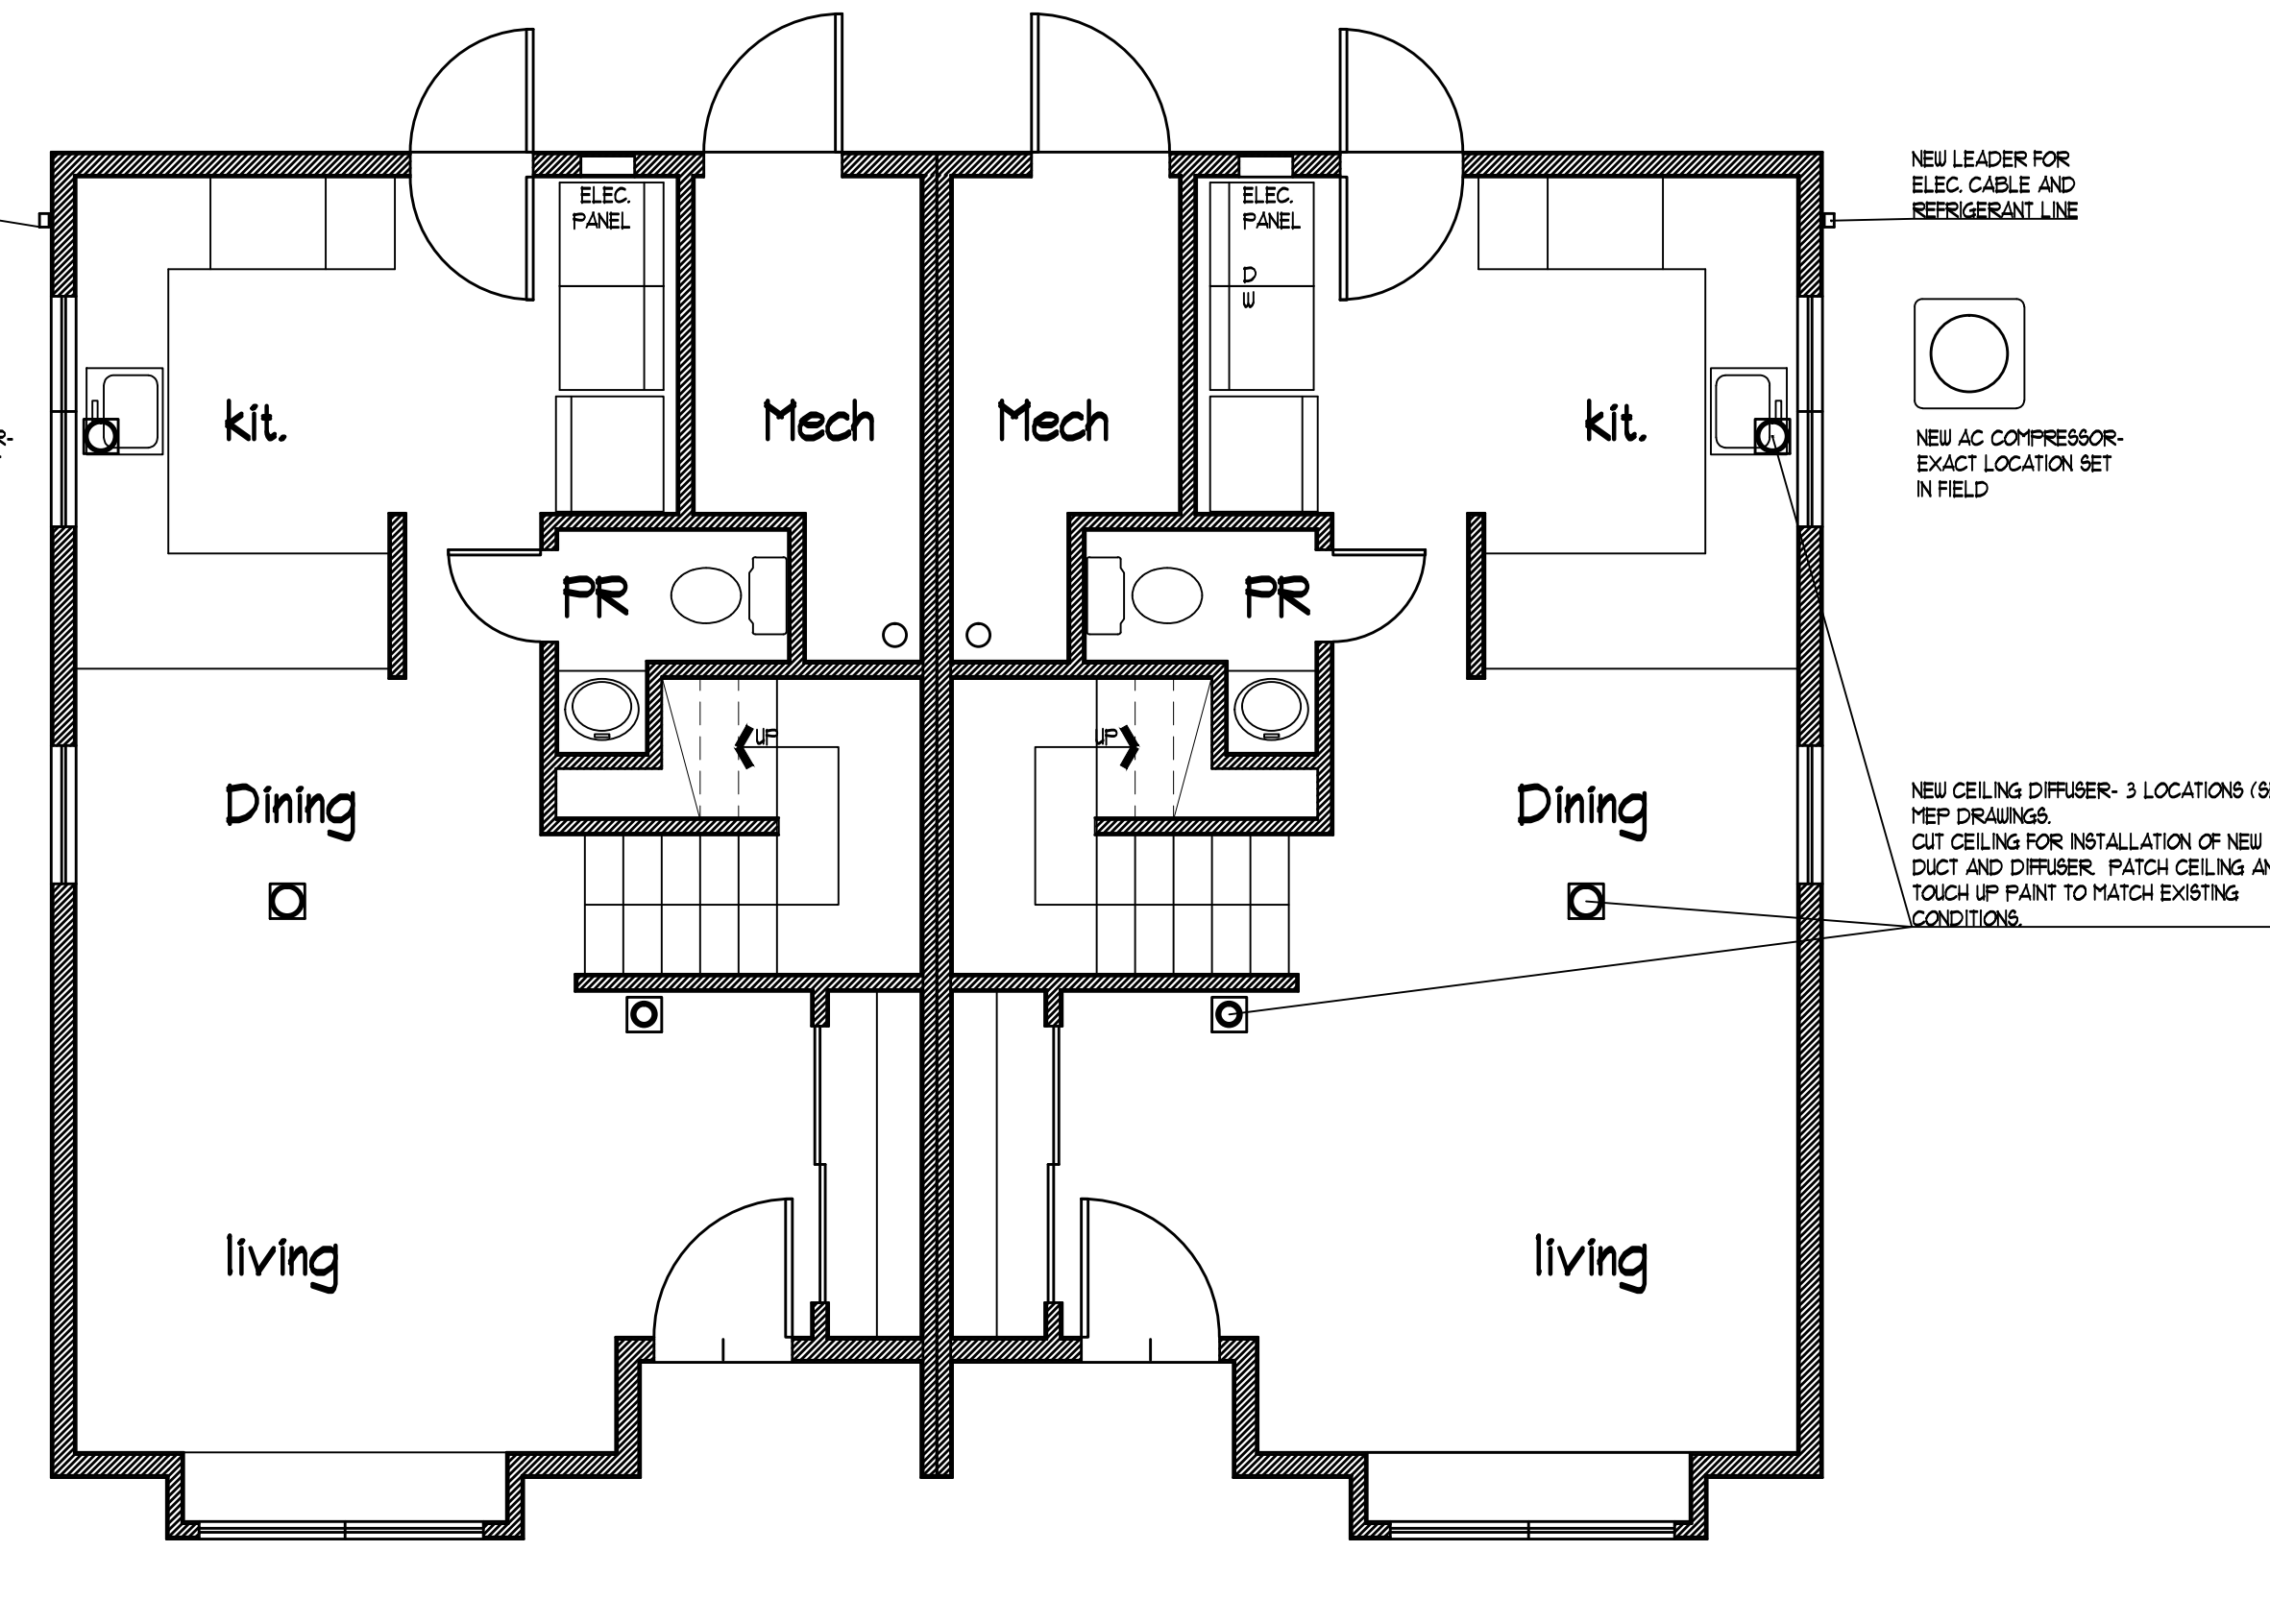 NEW LEADER FOR
ELEC. CABLE AND
REFRIGERANT LINE
ELEC.
PANEL
ELEC.
PANEL
D
W
kit.
Mech
Mech
kit.
R-
NEW AC COMPRESSOR-
EXACT LOCATION SET
IN FIELD
PR
PR
UP
UP
Dining
Dining
NEW CEILING DIFFUSER- 3 LOCATIONS (S
MEP DRAWINGS.
CUT CEILING FOR INSTALLATION OF NEW
DUCT AND DIFFUSER PATCH CEILING AN
TOUCH UP PAINT TO MATCH EXISTING
CONDITIONS.
living
living